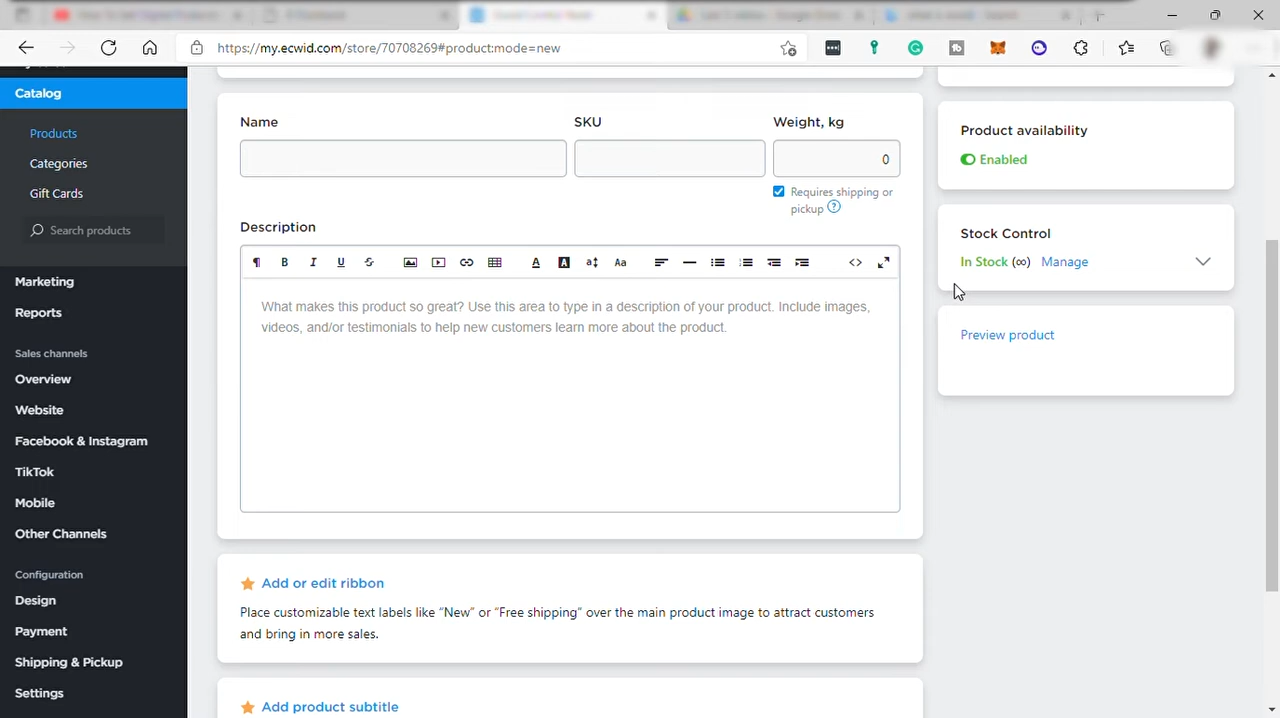 https://my.ecwid.com/store/70708269#product:mode=new
Catalog
Products
Categories
Gift Cards
Search products
Marketing
Reports
Sales channels
Overview
Website
Facebook & Instagram
TikTok
Mobile
Other Channels
Configuration
Design
Payment
Shipping & Pickup
Settings
Name
SKU
Weight, kg
0
Requires shipping or
pickup
Description
What makes this product so great? Use this area to type in a description of your product. Include images,
videos, and/or testimonials to help new customers learn more about the product.
Add or edit ribbon
Place customizable text labels like “New” or “Free shipping” over the main product image to attract customers
and bring in more sales.
Add product subtitle
Product availability
Enabled
Stock Control
In Stock (∞) Manage
Preview product